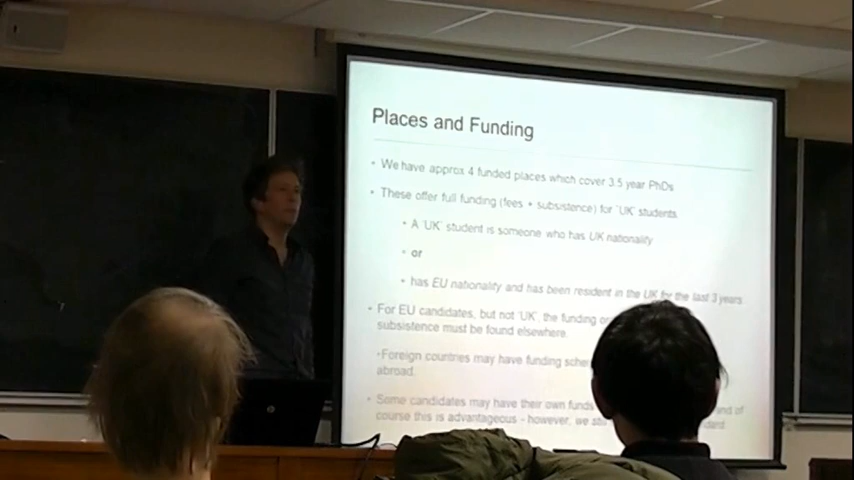 Places and Funding
• We have approx 4 funded places which cover 3.5 year PhDs
• These offer full funding (fees + subsistence) for `UK' students.
• A `UK' student is someone who has UK nationality
• or
• has EU nationality and has been resident in the UK for the last 3 years.
• For EU candidates, but not `UK', the funding
subsistence must be found elsewhere.
•Foreign countries may have funding
abroad.
• Some candidates may have their own funds and of
course this is advantageous - however, we still